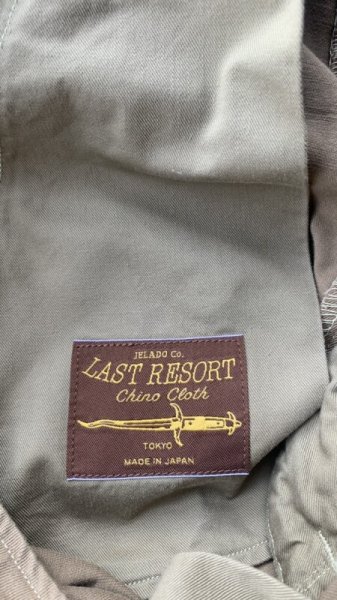 JELADO Co.
LAST RESORT
Chino Cloth
TOKYO
MADE IN JAPAN